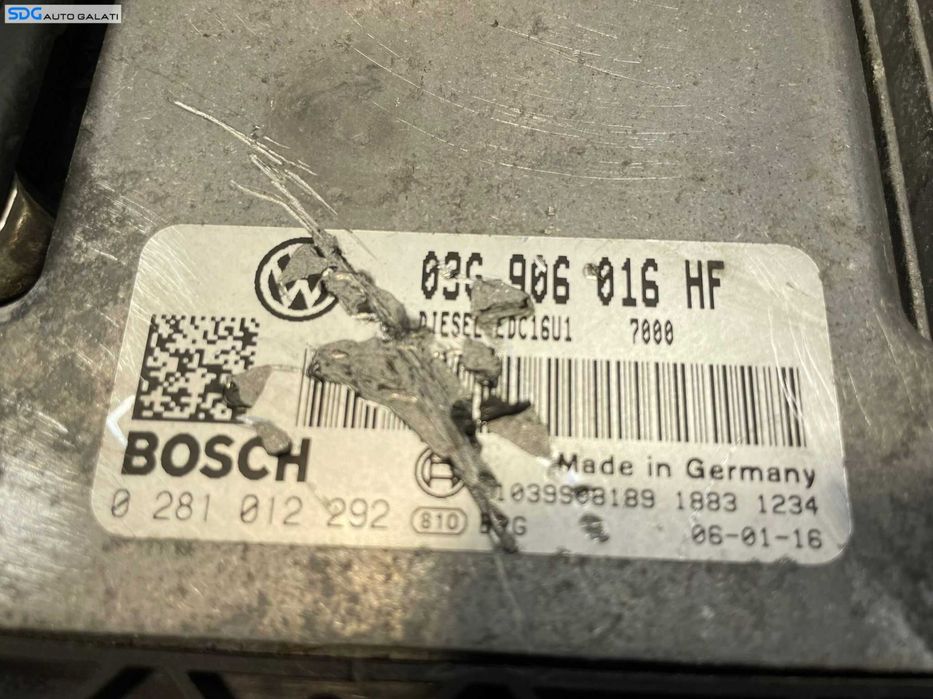 SDG AUTO GALATI
03G 906 016 HF
DIESEL EDC16U1 7000
BOSCH
Made in Germany
0 281 012 292
1039S08189 1883 1234
810
06-01-16